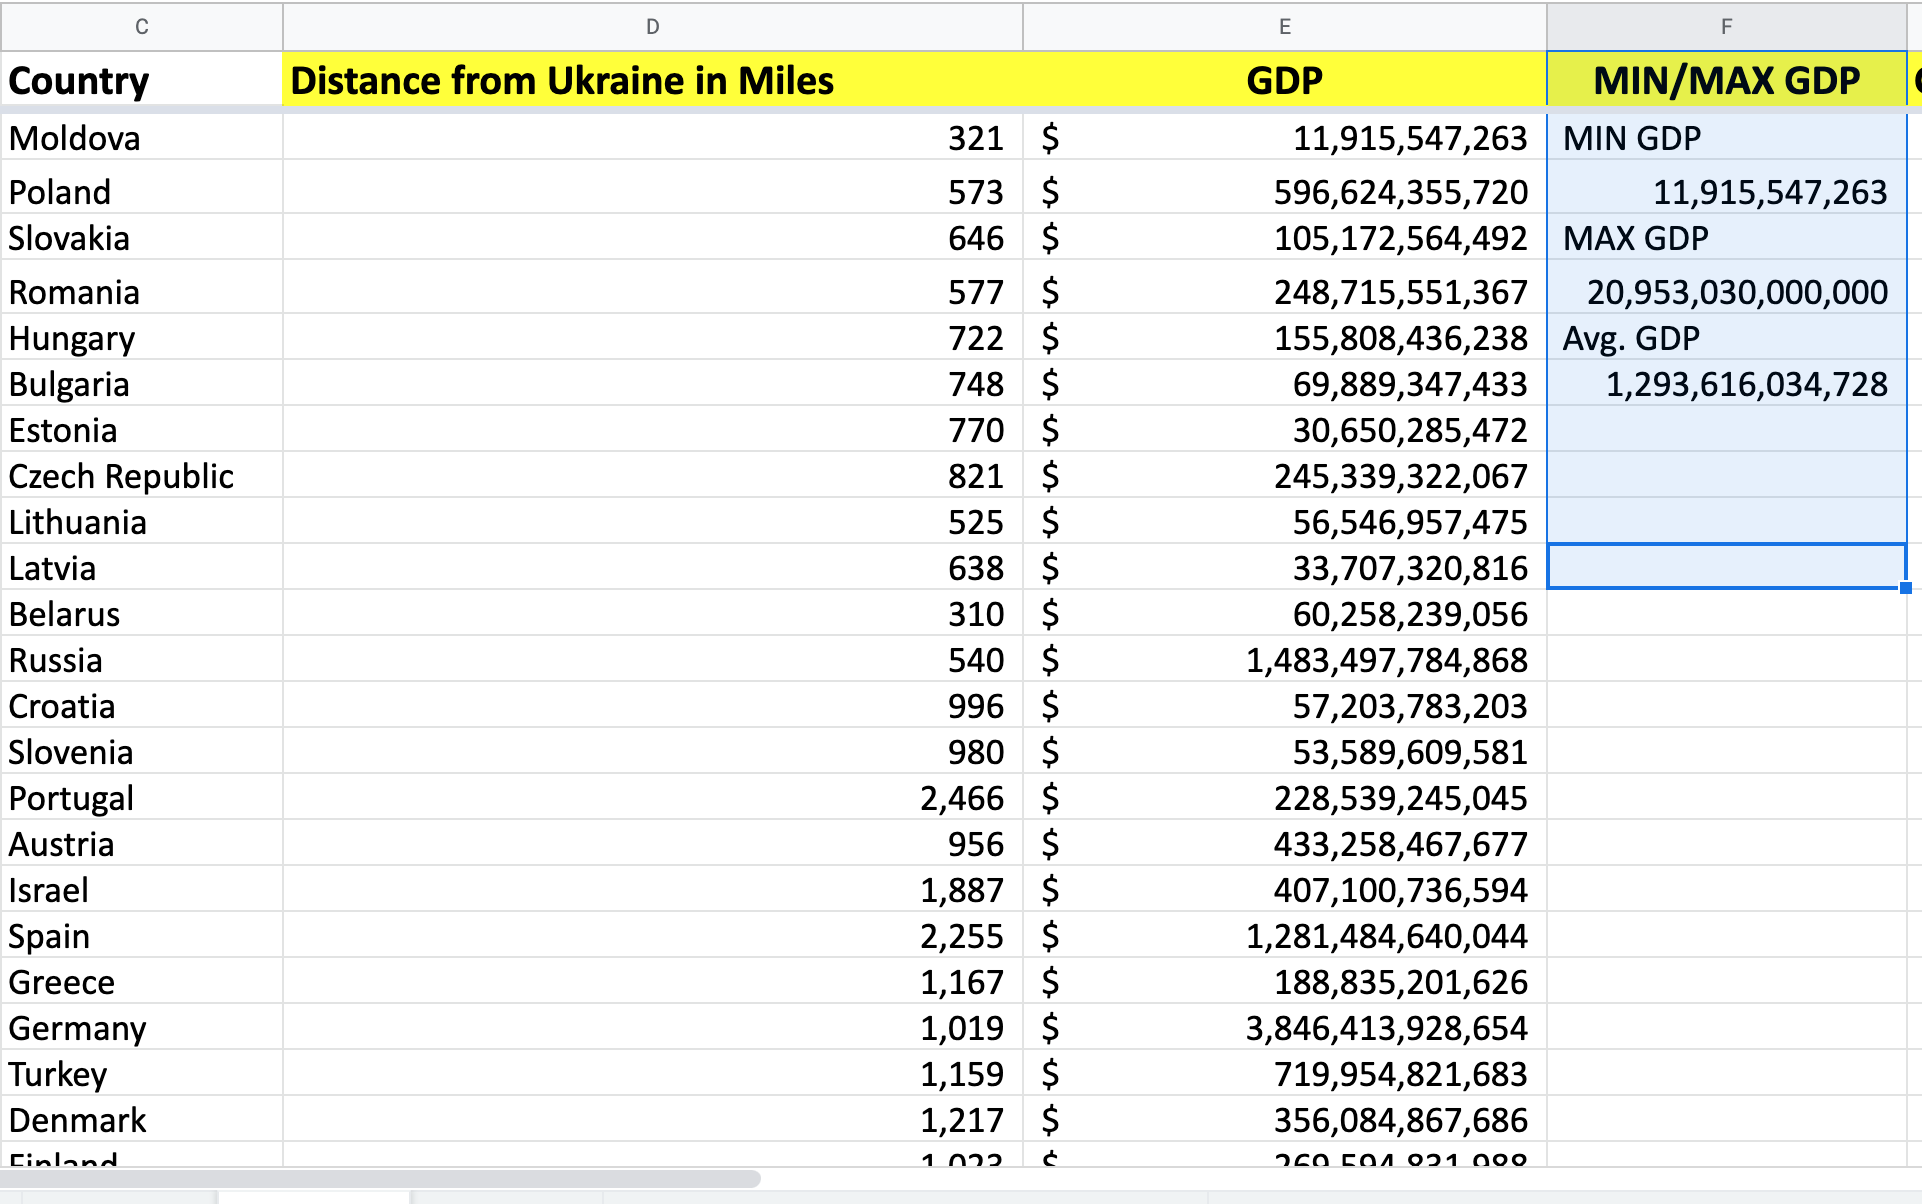 C D E F
Country Distance from Ukraine in Miles GDP MIN/MAX GDP
Moldova 321 $ 11,915,547,263 MIN GDP
Poland 573 $ 596,624,355,720 11,915,547,263
Slovakia 646 $ 105,172,564,492 MAX GDP
Romania 577 $ 248,715,551,367 20,953,030,000,000
Hungary 722 $ 155,808,436,238 Avg. GDP
Bulgaria 748 $ 69,889,347,433 1,293,616,034,728
Estonia 770 $ 30,650,285,472
Czech Republic 821 $ 245,339,322,067
Lithuania 525 $ 56,546,957,475
Latvia 638 $ 33,707,320,816
Belarus 310 $ 60,258,239,056
Russia 540 $ 1,483,497,784,868
Croatia 996 $ 57,203,783,203
Slovenia 980 $ 53,589,609,581
Portugal 2,466 $ 228,539,245,045
Austria 956 $ 433,258,467,677
Israel 1,887 $ 407,100,736,594
Spain 2,255 $ 1,281,484,640,044
Greece 1,167 $ 188,835,201,626
Germany 1,019 $ 3,846,413,928,654
Turkey 1,159 $ 719,954,821,683
Denmark 1,217 $ 356,084,867,686
Finland 1,023 $ 269,594,831,988